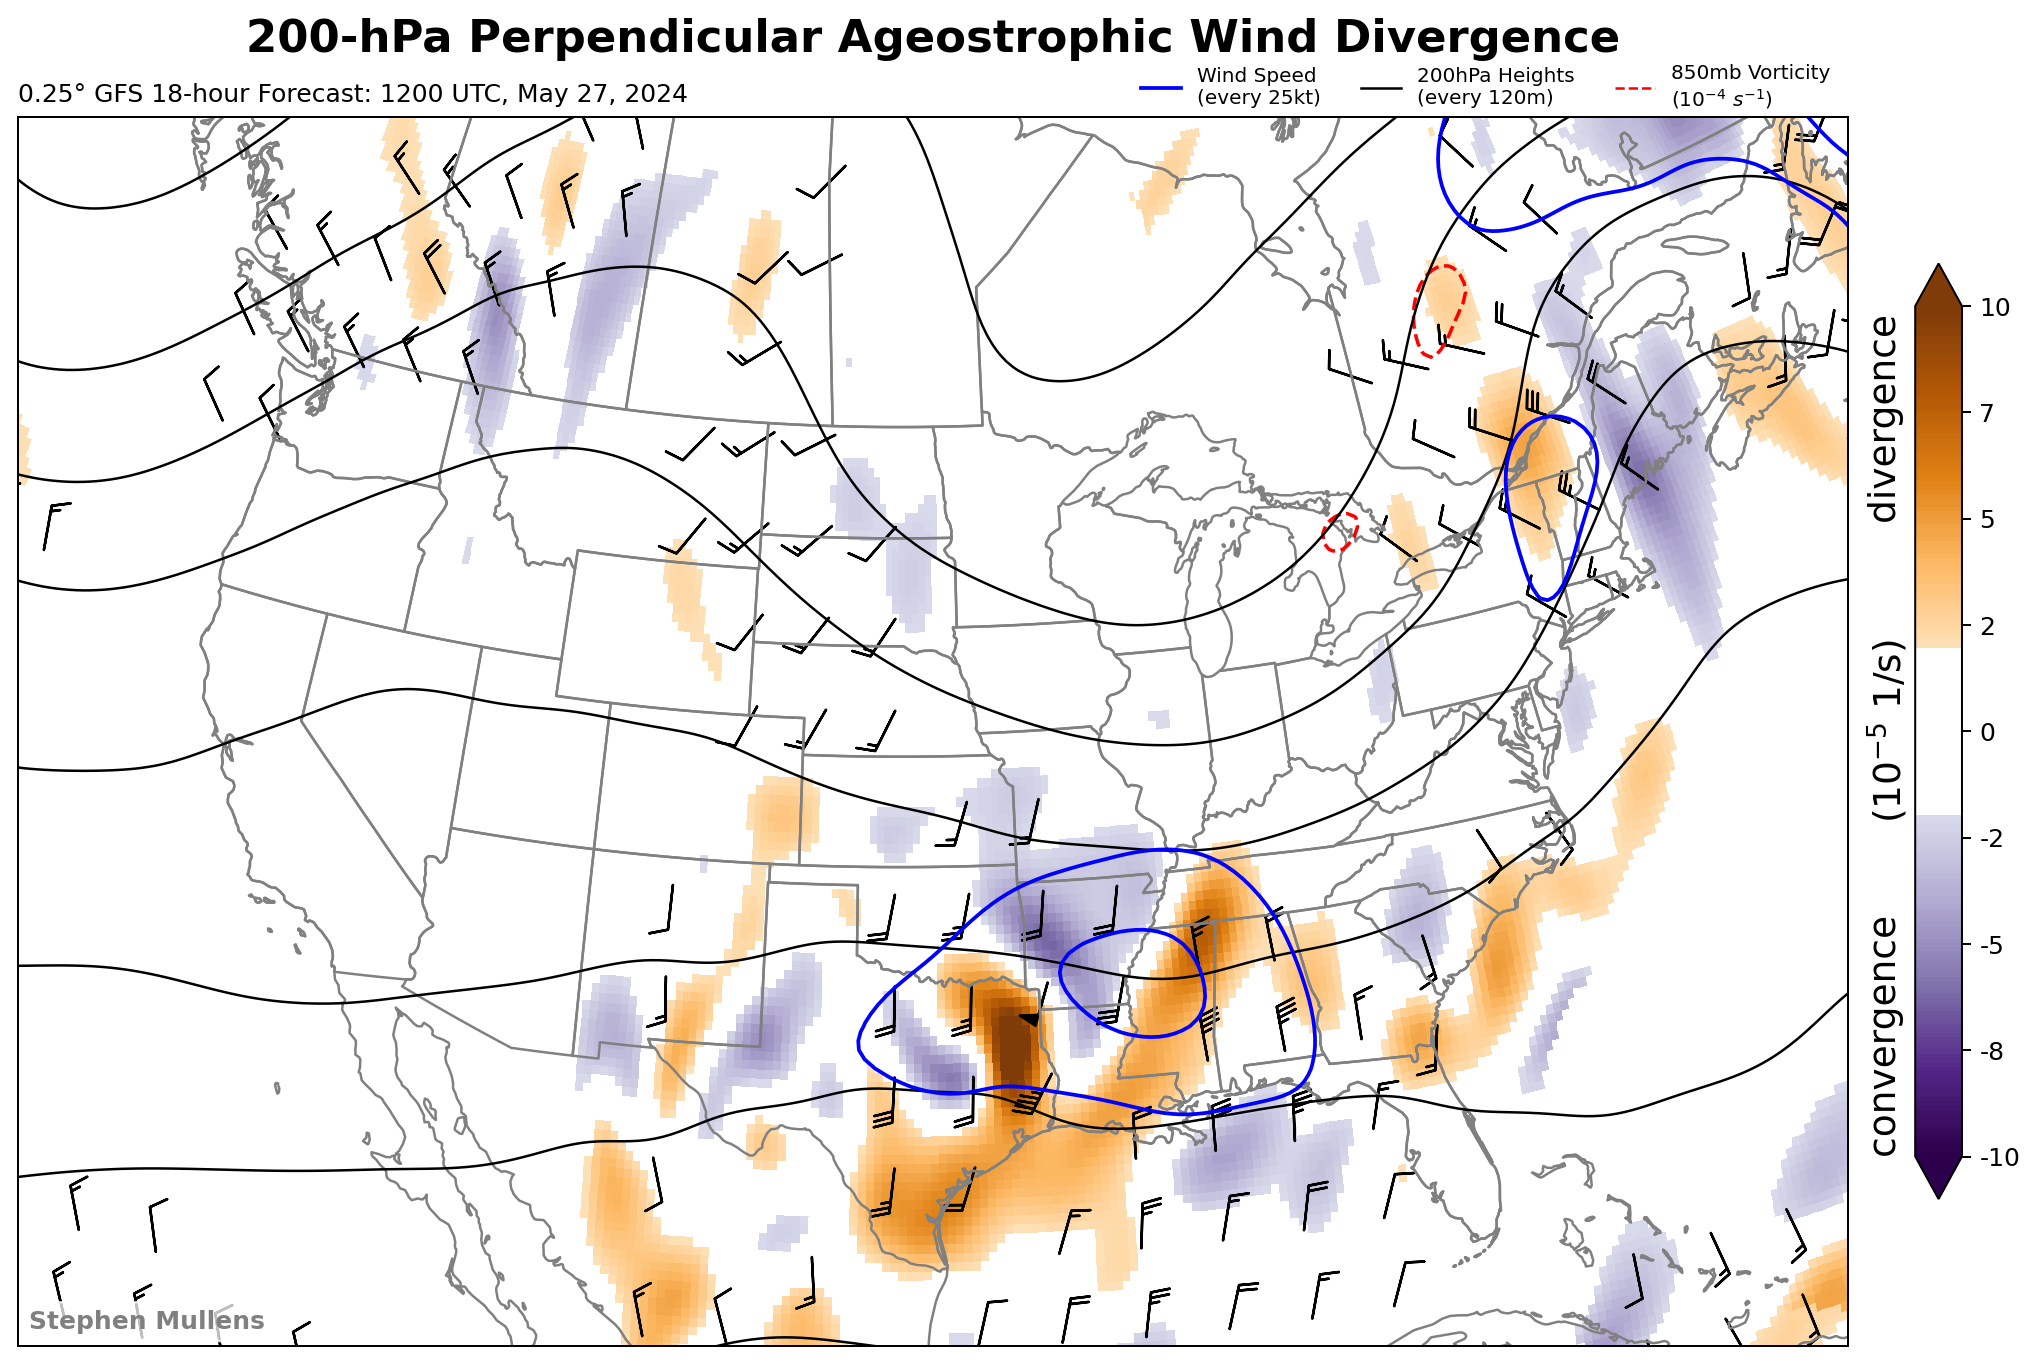 200-hPa Perpendicular Ageostrophic Wind Divergence
0.25° GFS 18-hour Forecast: 1200 UTC, May 27, 2024
Wind Speed
(every 25kt)
200hPa Heights
(every 120m)
850mb Vorticity
(10⁻⁴ s⁻¹)
10
7
5
2
0
-2
-5
-8
-10
convergence (10⁻⁵ 1/s) divergence
Stephen Mullens